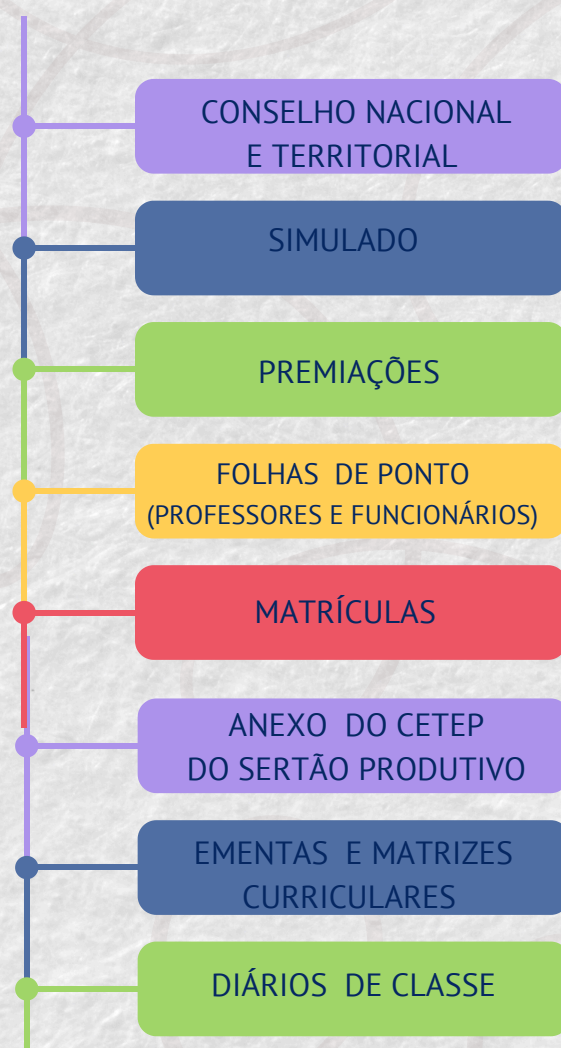 CONSELHO NACIONAL
E TERRITORIAL
SIMULADO
PREMIAÇÕES
FOLHAS DE PONTO
(PROFESSORES E FUNCIONÁRIOS)
MATRÍCULAS
ANEXO DO CETEP
DO SERTÃO PRODUTIVO
EMENTAS E MATRIZES
CURRICULARES
DIÁRIOS DE CLASSE